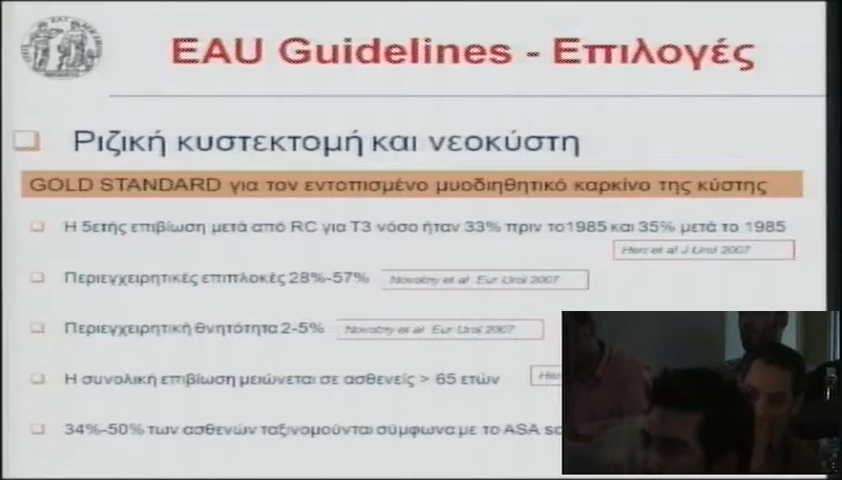 EAU Guidelines - Επιλογές
Ριζική κυστεκτομή και νεοκύστη
GOLD STANDARD για τον εντοπισμένο μυοδιηθητικό καρκίνο της κύστης
Η 5ετής επιβίωση μετά από RC για T3 νόσο ήταν 33% πριν το1985 και 35% μετά το 1985
Herr et al J Urol 2007
Περιεγχειρητικές επιπλοκές 28%-57% Novotny et al Eur Urol 2007
Περιεγχειρητική θνητότητα 2-5% Novotny et al Eur Urol 2007
Η συνολική επιβίωση μειώνεται σε ασθενείς > 65 ετών
34%-50% των ασθενών ταξινομούνται σύμφωνα με το ASA